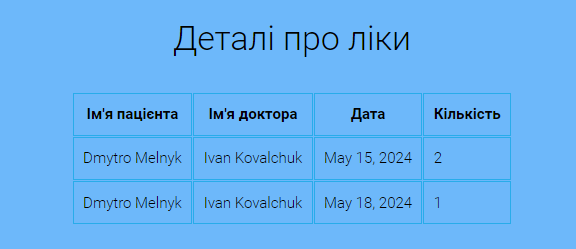 Деталі про ліки
Ім'я пацієнта Ім'я доктора Дата Кількість
Dmytro Melnyk Ivan Kovalchuk May 15, 2024 2
Dmytro Melnyk Ivan Kovalchuk May 18, 2024 1